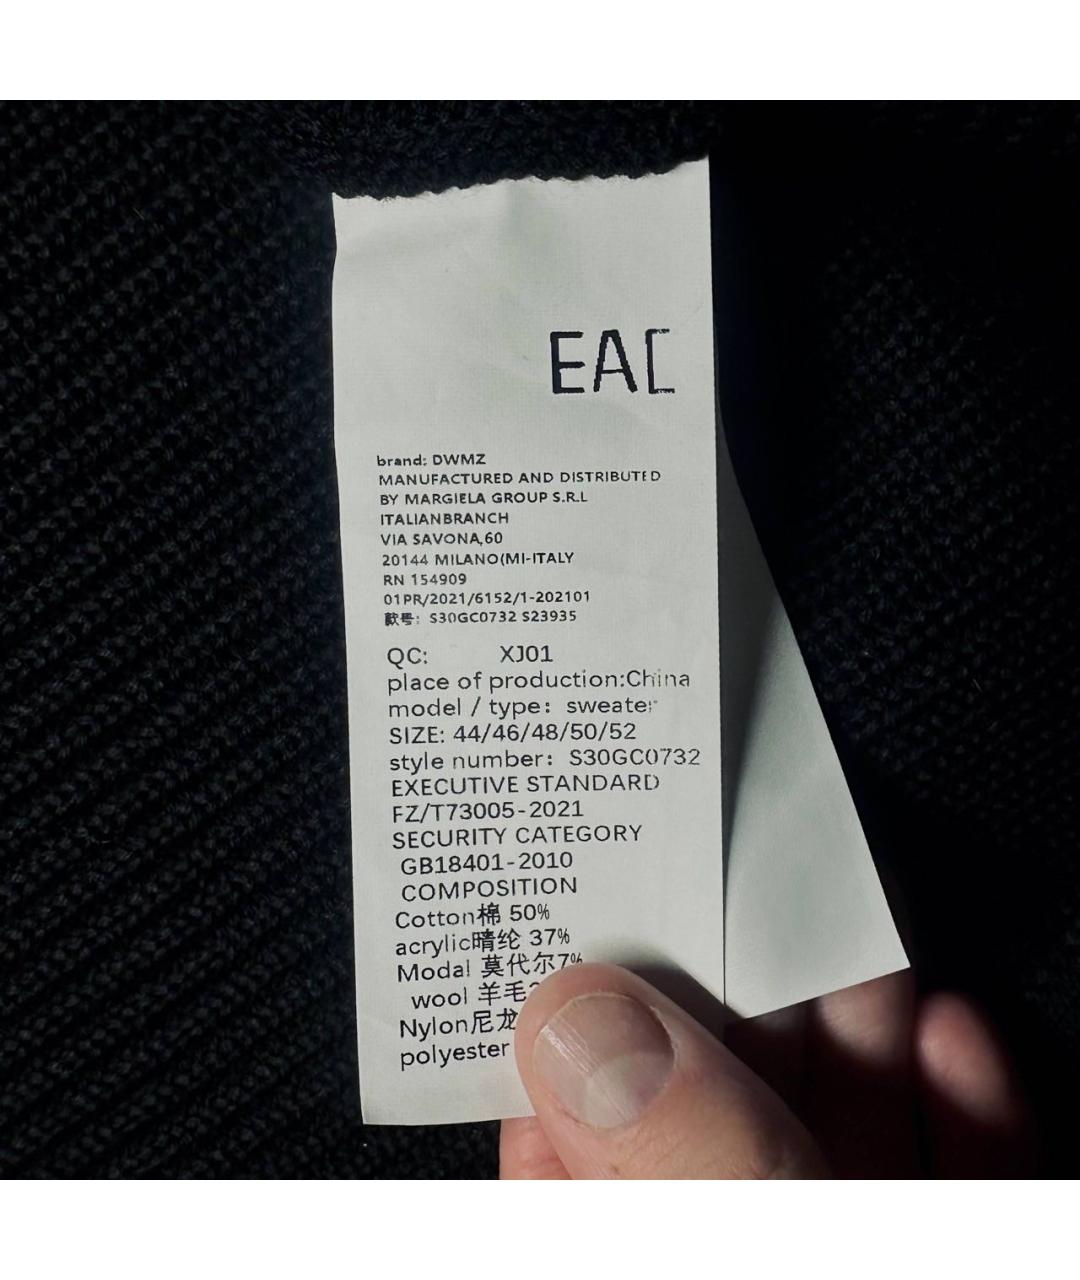 EAC
brand: DWMZ
MANUFACTURED AND DISTRIBUTED
BY MARGIELA GROUP S.R.L
ITALIANBRANCH
VIA SAVONA,60
20144 MILANO(MI-ITALY
RN 154909
01PR/2021/6152/1-202101
款号: S30GC0732 S23935
QC: XJ01
place of production:China
model / type: sweater
SIZE: 44/46/48/50/52
style number: S30GC0732
EXECUTIVE STANDARD
FZ/T73005-2021
SECURITY CATEGORY
GB18401-2010
COMPOSITION
Cotton棉 50%
acrylic晴纶 37%
Modal 莫代尔7%
wool 羊毛
Nylon尼龙
polyester